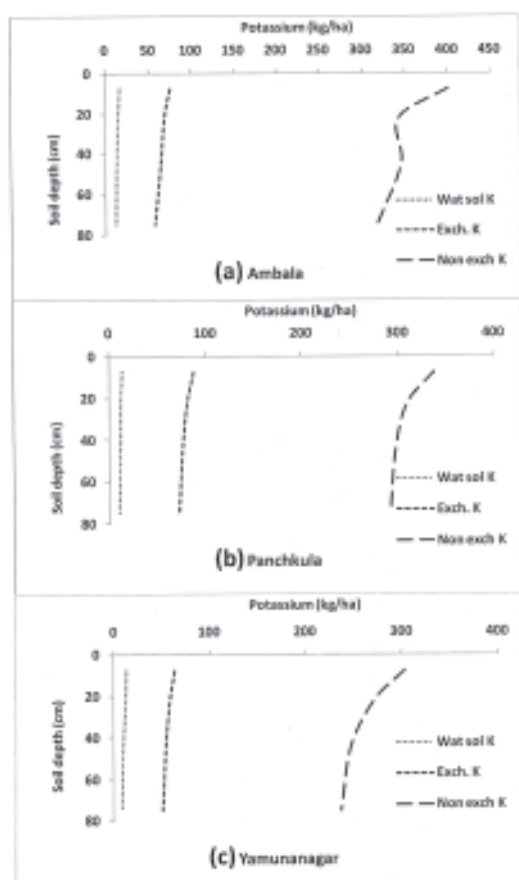 Potassium (kg/ha)
0 50 100 150 200 250 300 350 400 450
0
20
40
60
80
Soil depth (cm)
Wat sol K
Exch. K
Non exch K
(a) Ambala
Potassium (kg/ha)
0 100 200 300 400
0
20
40
60
80
Soil depth (cm)
Wat sol K
Exch. K
Non exch K
(b) Panchkula
Potassium (kg/ha)
0 100 200 300 400
0
20
40
60
80
Soil depth (cm)
Wat sol K
Exch. K
Non exch K
(c) Yamunanagar